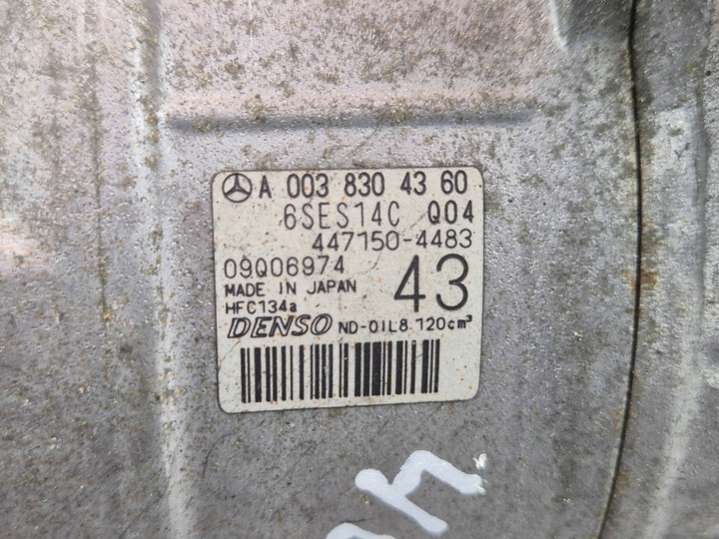 A 003 830 43 60
6SES14C Q04
447150-4483
09Q06974
43
MADE IN JAPAN
HFC134a
DENSO ND-OIL8 120cm³